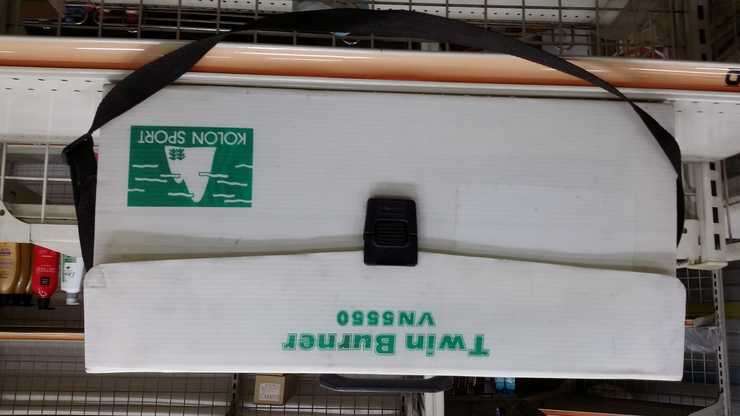 KOLON SPORT
Twin Burner
VN5550